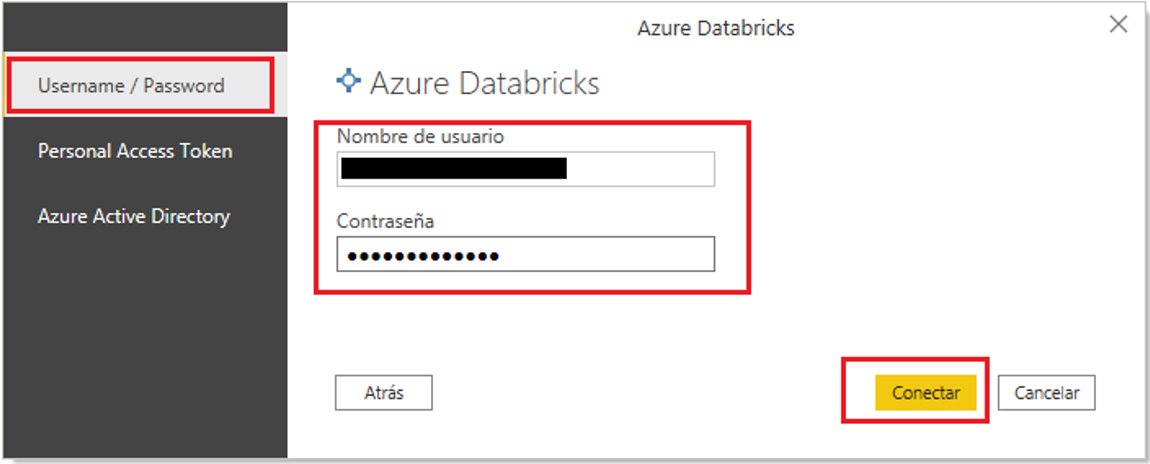 Azure Databricks
Username / Password
Personal Access Token
Azure Active Directory
Azure Databricks
Nombre de usuario
Contraseña
●●●●●●●●●●●●●
Atrás
Conectar
Cancelar